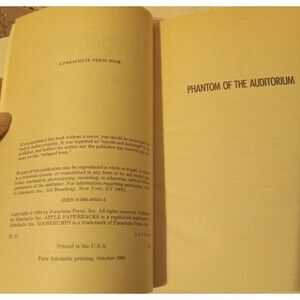 A PARACHUTE PRESS BOOK
If you purchased this book without a cover, you should be aware that this
book is stolen property. It was reported as "unsold and destroyed" to the
publisher, and neither the author nor the publisher has received any payment
for this "stripped book."
No part of this publication may be reproduced in whole or in part, or stored
in a retrieval system, or transmitted in any form or by any means,
electronic, mechanical, photocopying, recording, or otherwise, without written
permission of the publisher. For information regarding permission,
Scholastic Inc., 555 Broadway, New York, NY 10012.
ISBN 0-590-48354-
Copyright © 1994 by Parachute Press, Inc. All rights reserved. Published
by Scholastic Inc. APPLE PAPERBACKS is a registered trademark of
Scholastic Inc. GOOSEBUMPS is a trademark of Parachute Press, Inc.
Printed in the U.S.A.
First Scholastic printing, October 1994
PHANTOM OF THE AUDITORIUM